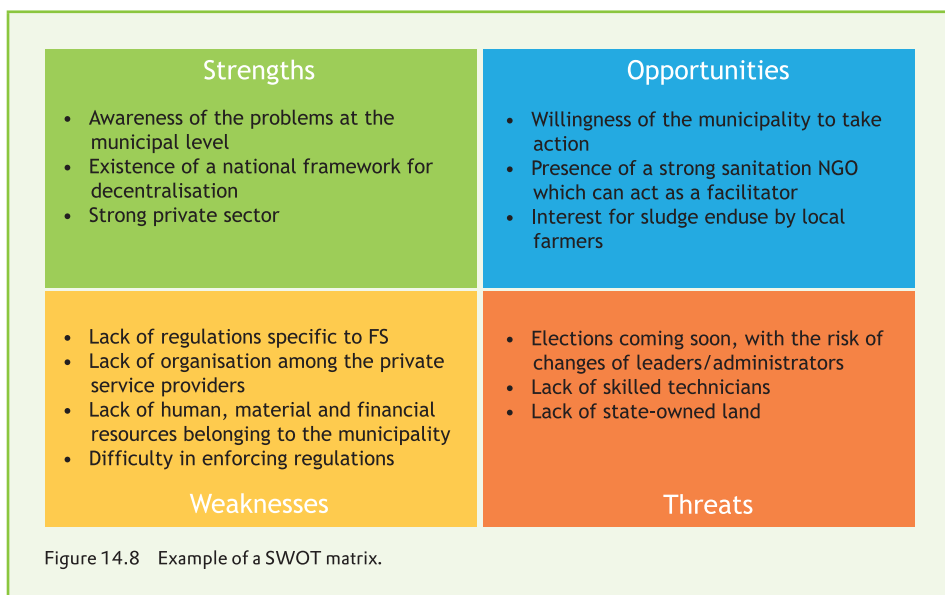 Strengths
• Awareness of the problems at the
municipal level
• Existence of a national framework for
decentralisation
• Strong private sector
Opportunities
• Willingness of the municipality to take
action
• Presence of a strong sanitation NGO
which can act as a facilitator
• Interest for sludge enduse by local
farmers
• Lack of regulations specific to FS
• Lack of organisation among the private
service providers
• Lack of human, material and financial
resources belonging to the municipality
• Difficulty in enforcing regulations
Weaknesses
• Elections coming soon, with the risk of
changes of leaders/administrators
• Lack of skilled technicians
• Lack of state-owned land
Threats
Figure 14.8 Example of a SWOT matrix.